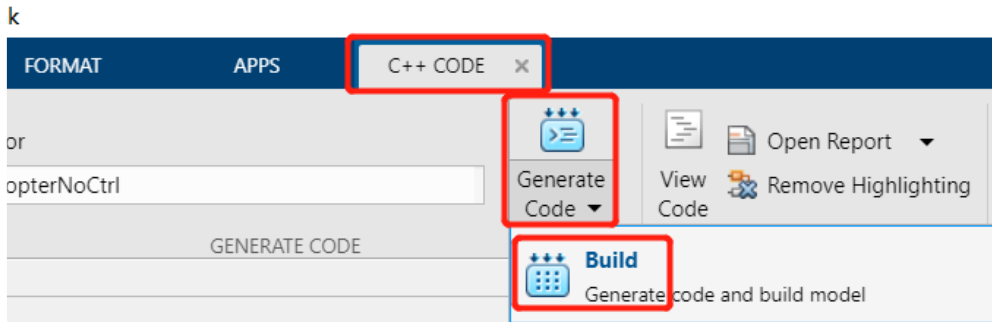 k
FORMAT APPS C++ CODE
or
opterNoCtrl
Generate
Code
View
Code
Open Report
Remove Highlighting
GENERATE CODE
Build
Generate code and build model